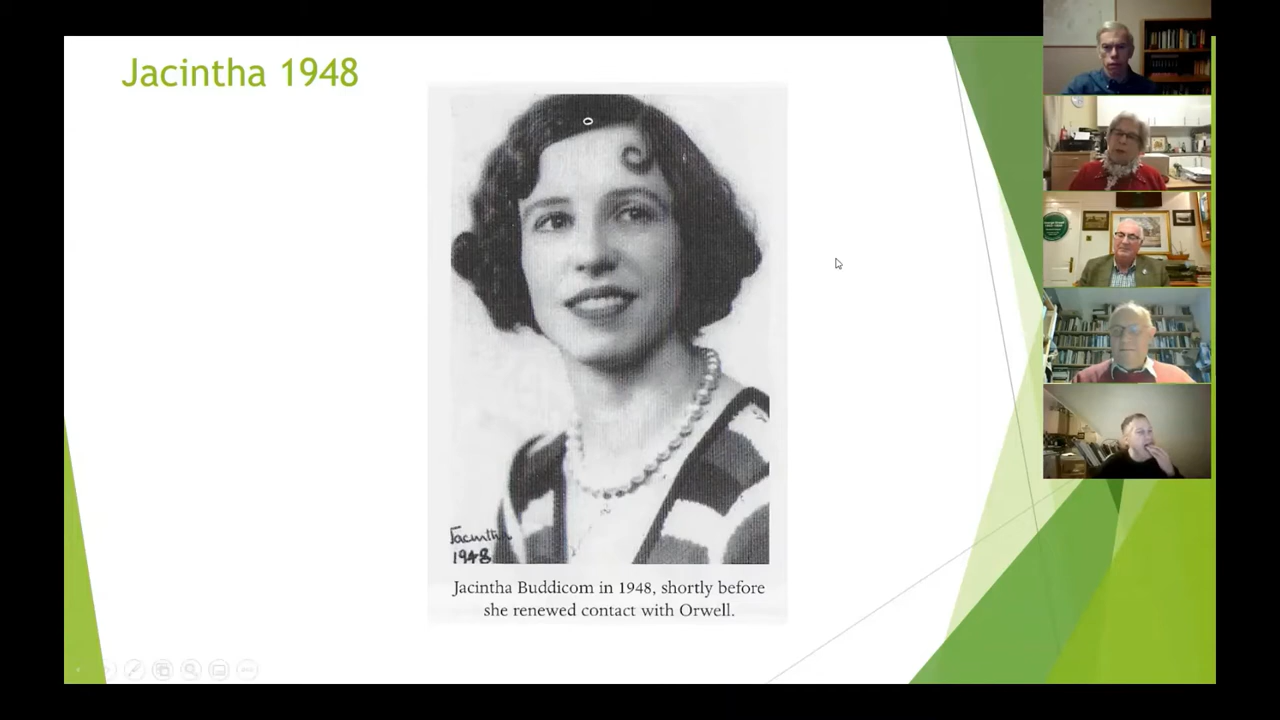 Jacintha 1948
Jacintha
1948
Jacintha Buddicom in 1948, shortly before
she renewed contact with Orwell.